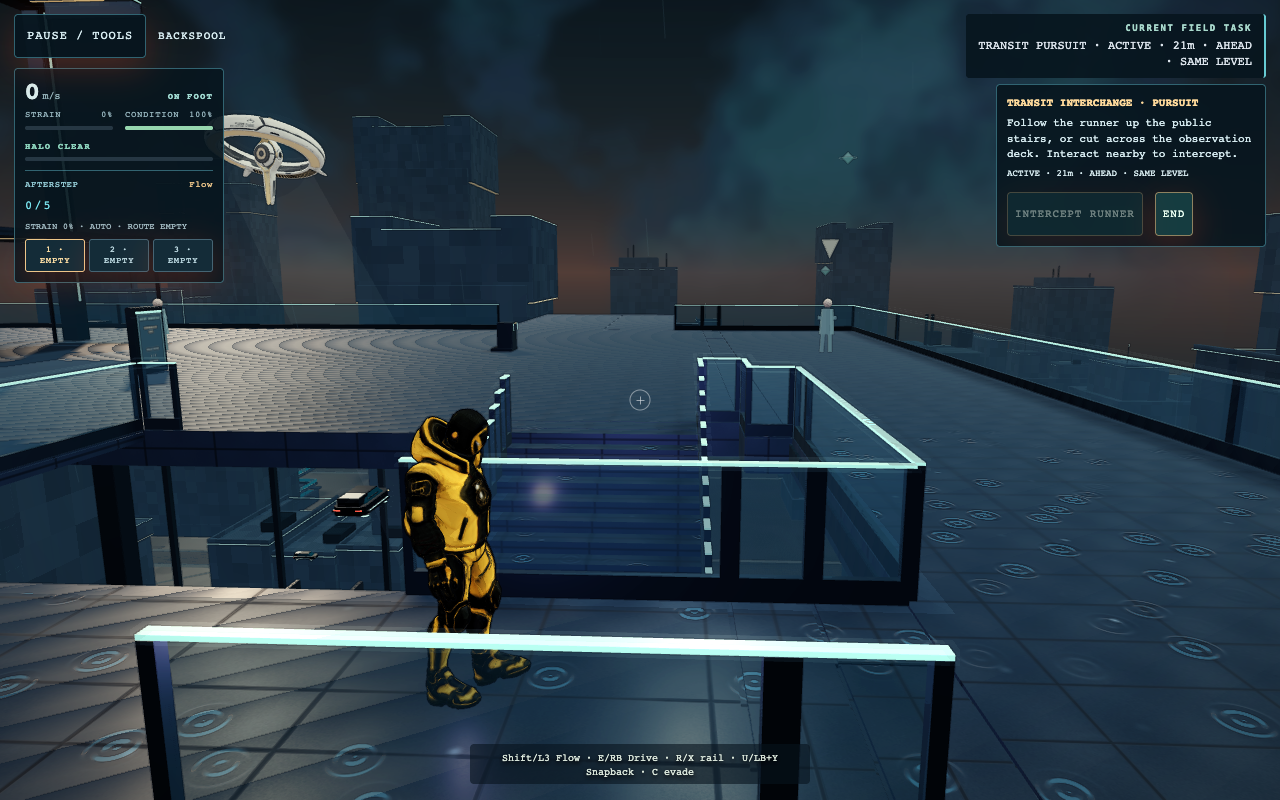 PAUSE / TOOLS
BACKSPOOL
0 m/s
ON FOOT
STRAIN 0%
CONDITION 100%
HALO CLEAR
AFTERSTEP
Flow
0/5
STRAIN 0% · AUTO · ROUTE EMPTY
1 · EMPTY
2 · EMPTY
3 · EMPTY
CURRENT FIELD TASK
TRANSIT PURSUIT · ACTIVE · 21m · AHEAD
· SAME LEVEL
TRANSIT INTERCHANGE · PURSUIT
Follow the runner up the public
stairs, or cut across the observation
deck. Interact nearby to intercept.
ACTIVE · 21m · AHEAD · SAME LEVEL
INTERCEPT RUNNER
END
Shift/L3 Flow · E/RB Drive · R/X rail · U/LB+Y
Snapback · C evade